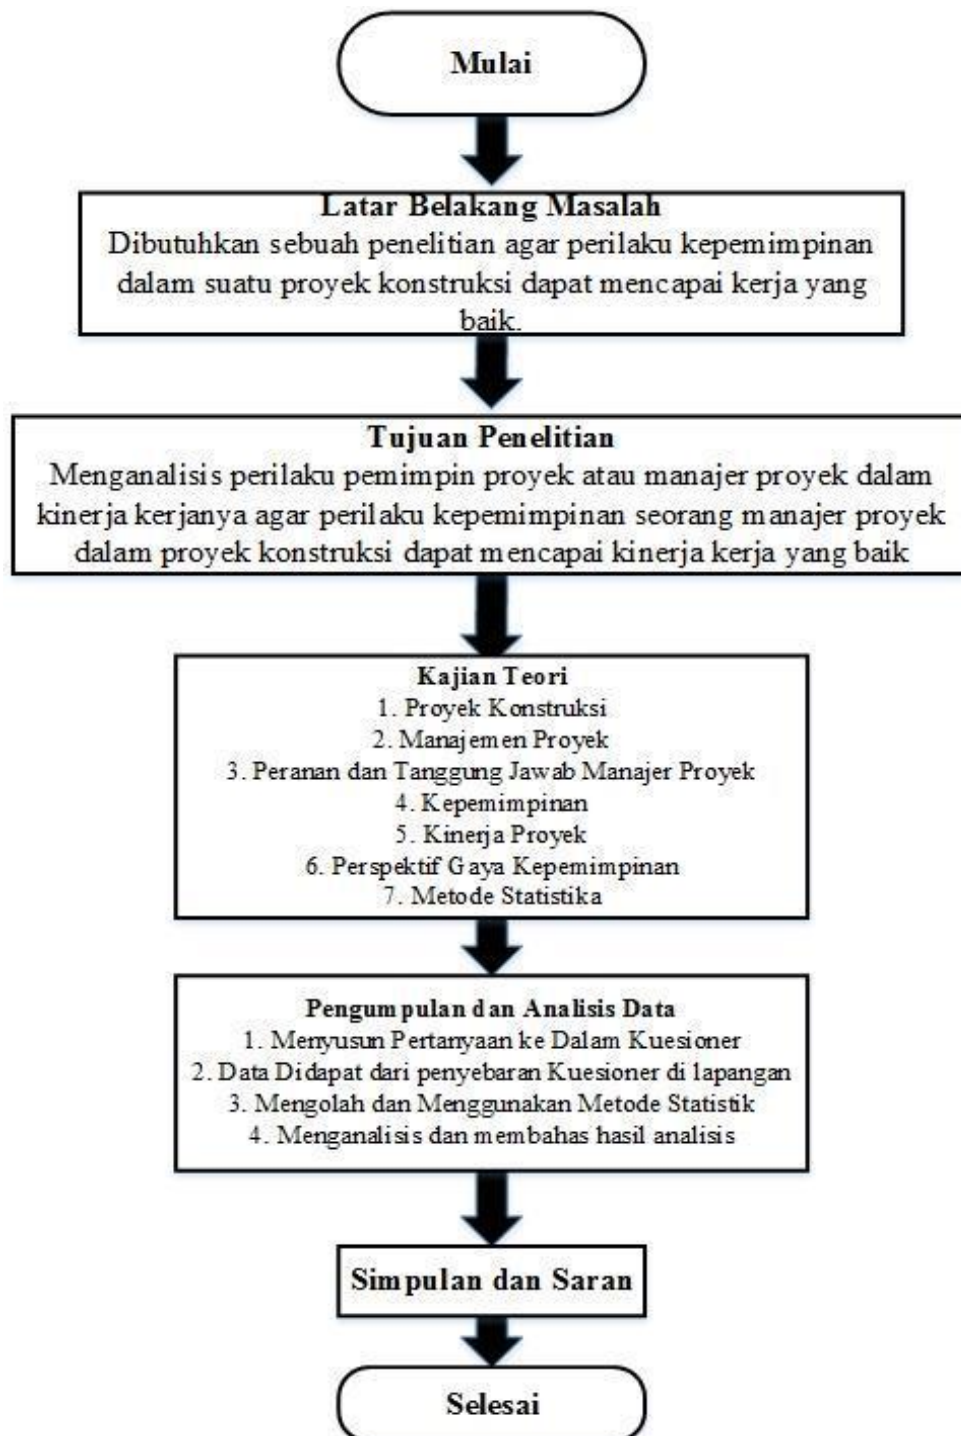 Mulai
Latar Belakang Masalah
Dibutuhkan sebuah penelitian agar perilaku kepemimpinan
dalam suatu proyek konstruksi dapat mencapai kerja yang
baik.
Tujuan Penelitian
Menganalisis perilaku pemimpin proyek atau manajer proyek dalam
kinerja kerjanya agar perilaku kepemimpinan seorang manajer proyek
dalam proyek konstruksi dapat mencapai kinerja kerja yang baik
Kajian Teori
1. Proyek Konstruksi
2. Manajemen Proyek
3. Peranan dan Tanggung Jawab Manajer Proyek
4. Kepemimpinan
5. Kinerja Proyek
6. Perspektif Gaya Kepemimpinan
7. Metode Statistika
Pengumpulan dan Analisis Data
1. Menyusun Pertanyaan ke Dalam Kuesioner
2. Data Didapat dari penyebaran Kuesioner di lapangan
3. Mengolah dan Menggunakan Metode Statistik
4. Menganalisis dan membahas hasil analisis
Simpulan dan Saran
Selesai